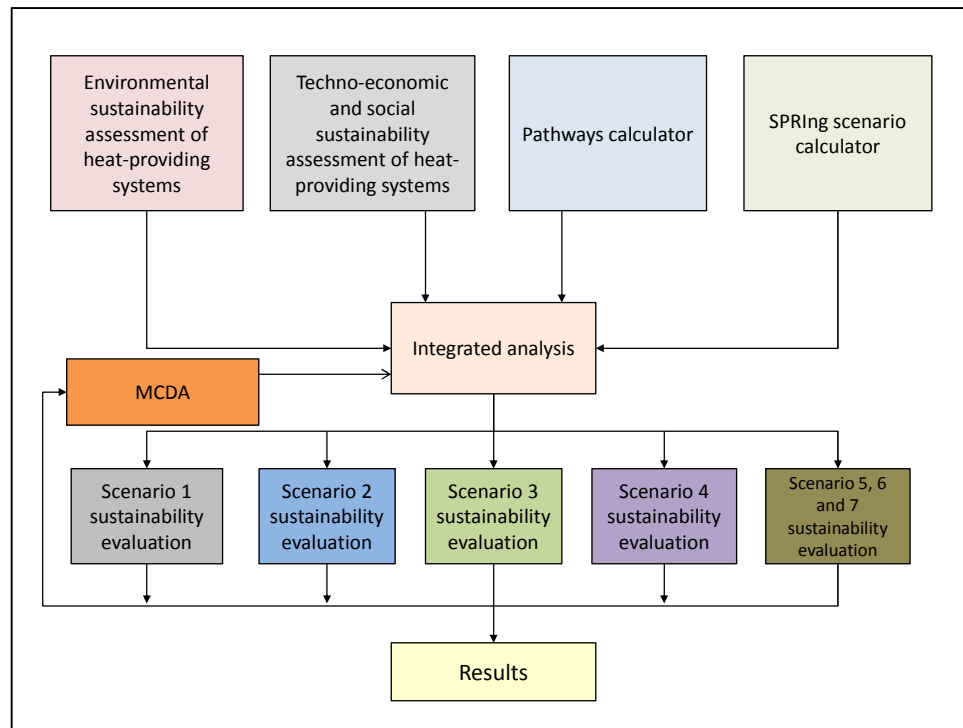 Environmental
sustainability
assessment of
heat-providing
systems
Techno-economic
and social
sustainability
assessment of heat-
providing systems
Pathways calculator
SPRIng scenario
calculator
Integrated analysis
MCDA
Scenario 1
sustainability
evaluation
Scenario 2
sustainability
evaluation
Scenario 3
sustainability
evaluation
Scenario 4
sustainability
evaluation
Scenario 5, 6
and 7
sustainability
evaluation
Results